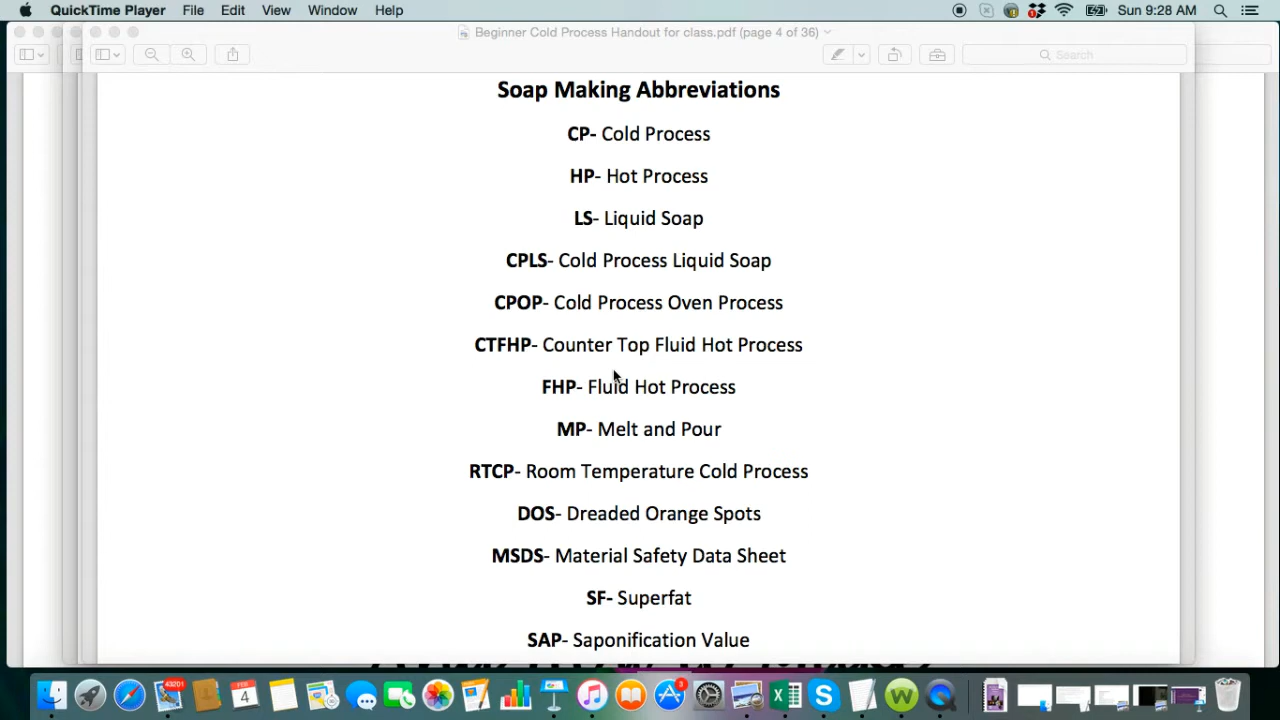 QuickTime Player File Edit View Window Help Sun 9:28 AM
Beginner Cold Process Handout for class.pdf (page 4 of 36)
Search
Soap Making Abbreviations
CP- Cold Process
HP- Hot Process
LS- Liquid Soap
CPLS- Cold Process Liquid Soap
CPOP- Cold Process Oven Process
CTFHP- Counter Top Fluid Hot Process
FHP- Fluid Hot Process
MP- Melt and Pour
RTCP- Room Temperature Cold Process
DOS- Dreaded Orange Spots
MSDS- Material Safety Data Sheet
SF- Superfat
SAP- Saponification Value
43201
4
3